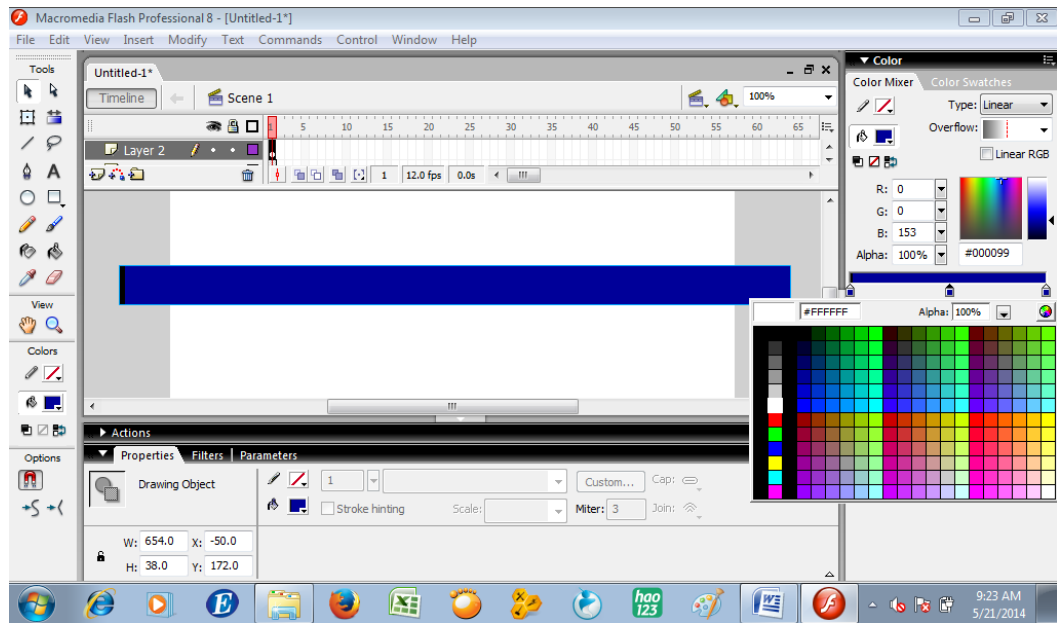 Macromedia Flash Professional 8 - [Untitled-1*]
File Edit View Insert Modify Text Commands Control Window Help
Tools
View
Colors
Options
Untitled-1*
Timeline Scene 1 100%
1 5 10 15 20 25 30 35 40 45 50 55 60 65
Layer 2
1 12.0 fps 0.0s
Actions
Properties Filters Parameters
Drawing Object
1 Custom... Cap:
Stroke hinting Scale: Miter: 3 Join:
W: 654.0 X: -50.0
H: 38.0 Y: 172.0
Color
Color Mixer Color Swatches
Type: Linear
Overflow:
Linear RGB
R: 0
G: 0
B: 153
Alpha: 100% #000099
#FFFFFF Alpha: 100%
hao
123
9:23 AM
5/21/2014